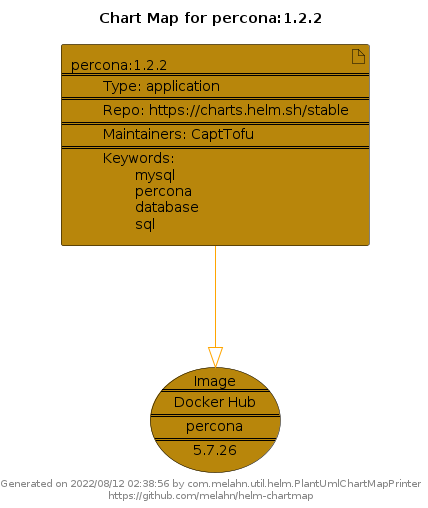 Chart Map for percona:1.2.2
percona:1.2.2
Type: application
Repo: https://charts.helm.sh/stable
Maintainers: CaptTofu
Keywords:
mysql
percona
database
sql
Image
Docker Hub
percona
5.7.26
Generated on 2022/08/12 02:38:56 by com.melahn.util.helm.PlantUmlChartMapPrinter
https://github.com/melahn/helm-chartmap